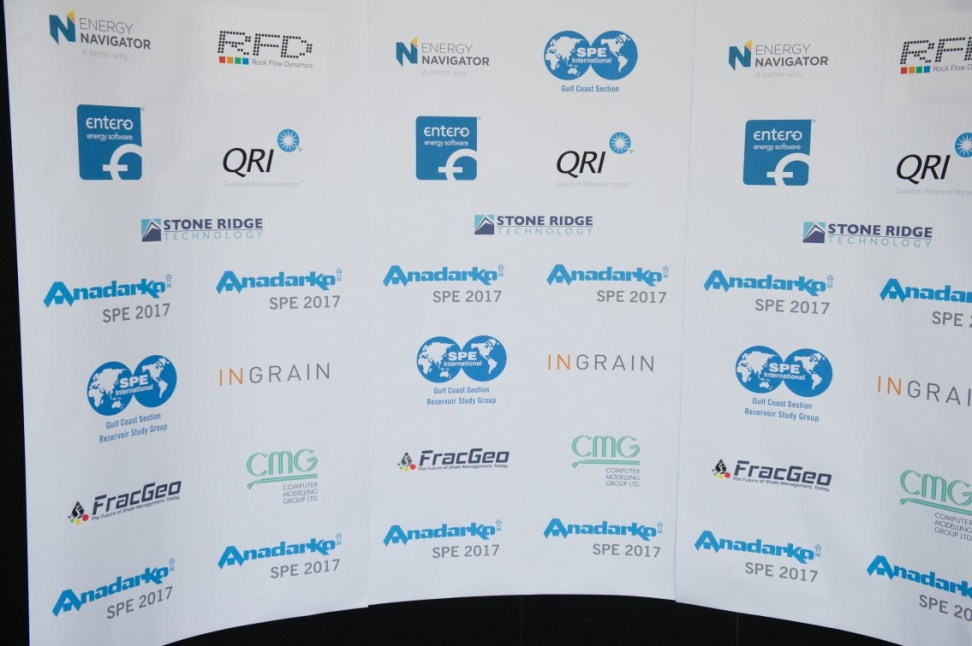 ENERGY
NAVIGATOR
A better way.
RFD
Rock Flow Dynamics
ENERGY
NAVIGATOR
A better way.
SPE
International
Gulf Coast Section
ENERGY
NAVIGATOR
A better way.
RFD
Rock Flow Dy
entero
energy software
QRI
Quantum Reservoir Impact
entero
energy software
QRI
Quantum Reservoir Impact
entero
energy software
QRI
Quantum Reservoir Impa
STONE RIDGE
TECHNOLOGY
STONE RIDGE
TECHNOLOGY
STONE RIDGE
TECHNOLOGY
Anadarko
SPE 2017
Anadarko
SPE 2017
Anadarko
SPE 2017
Anadarko
SPE 2017
Anadarko
SPE 2017
Anadar
SPE 2
SPE
International
Gulf Coast Section
Reservoir Study Group
INGRAIN
SPE
International
Gulf Coast Section
Reservoir Study Group
INGRAIN
SPE
International
Gulf Coast Section
Reservoir Study Group
INGRAI
FracGeo
The Future of Shale Management, Today
CMG
COMPUTER
MODELLING
GROUP LTD.
FracGeo
The Future of Shale Management, Today
CMG
COMPUTER
MODELLING
GROUP LTD.
FracGeo
The Future of Shale Management, Today
CMG
COMPUTER
MODELLING
GROUP LTD
Anadarko
SPE 2017
Anadarko
SPE 2017
Anadarko
SPE 2017
Anadarko
SPE 2017
Anadarko
SPE 2017
Anadar
SPE 20